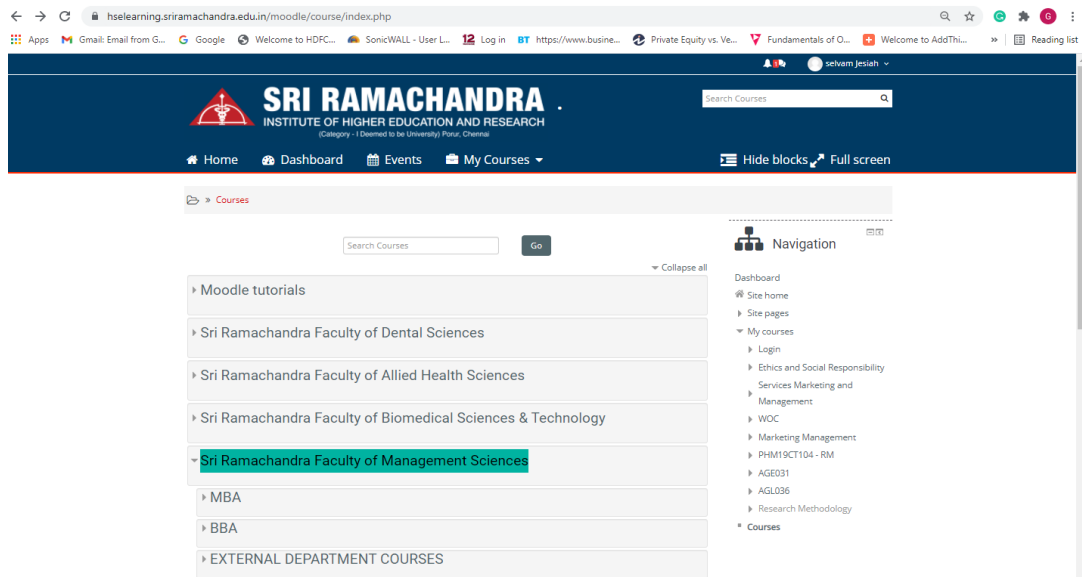 hselearning.sriramachandra.edu.in/moodle/course/index.php
G
Apps Gmail: Email from G... Google Welcome to HDFC... SonicWALL - User L... 12 Log in BT https://www.busine... Private Equity vs. Ve... Fundamentals of O... Welcome to AddThi... » Reading list
selvam Jesiah
SRI RAMACHANDRA .
INSTITUTE OF HIGHER EDUCATION AND RESEARCH
(Category - I Deemed to be University) Porur, Chennai
Search Courses
Home Dashboard Events My Courses Hide blocks Full screen
» Courses
Search Courses Go
Collapse all
Moodle tutorials
Sri Ramachandra Faculty of Dental Sciences
Sri Ramachandra Faculty of Allied Health Sciences
Sri Ramachandra Faculty of Biomedical Sciences & Technology
Sri Ramachandra Faculty of Management Sciences
MBA
BBA
EXTERNAL DEPARTMENT COURSES
Navigation
Dashboard
Site home
Site pages
My courses
Login
Ethics and Social Responsibility
Services Marketing and
Management
WOC
Marketing Management
PHM19CT104 - RM
AGE031
AGL036
Research Methodology
Courses